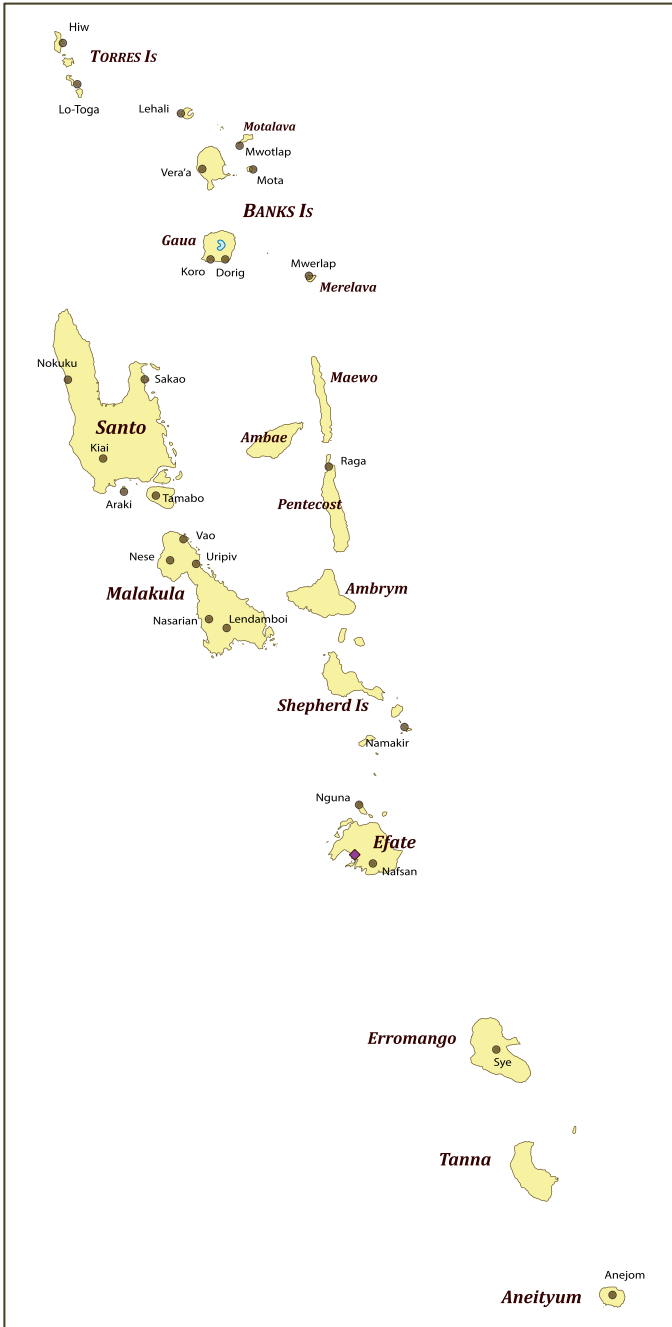 Hiw
TORRES IS
Lo-Toga
Lehali
Motalava
Mwotlap
Vera'a
Mota
BANKS IS
Gaua
Koro
Dorig
Mwerlap
Merelava
Nokuku
Sakao
Maewo
Santo
Ambae
Kiai
Raga
Araki
Tamabo
Pentecost
Vao
Nese
Uripiv
Malakula
Ambrym
Nasarian
Lendamboi
Shepherd Is
Namakir
Nguna
Efate
Nafsan
Erromango
Sye
Tanna
Anejom
Aneityum